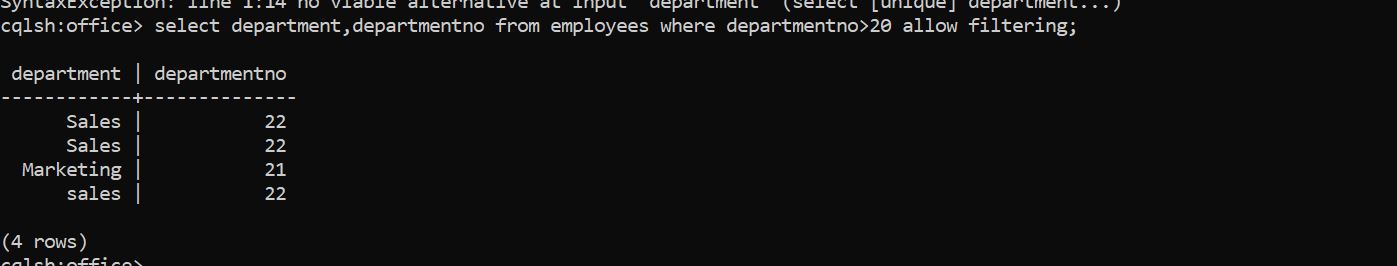 SyntaxException: line 1:14 no viable alternative at input 'department' (select [unique] department...)
cqlsh:office> select department,departmentno from employees where departmentno>20 allow filtering;
department | departmentno
------------+--------------
Sales | 22
Sales | 22
Marketing | 21
sales | 22
(4 rows)
cqlsh:office>